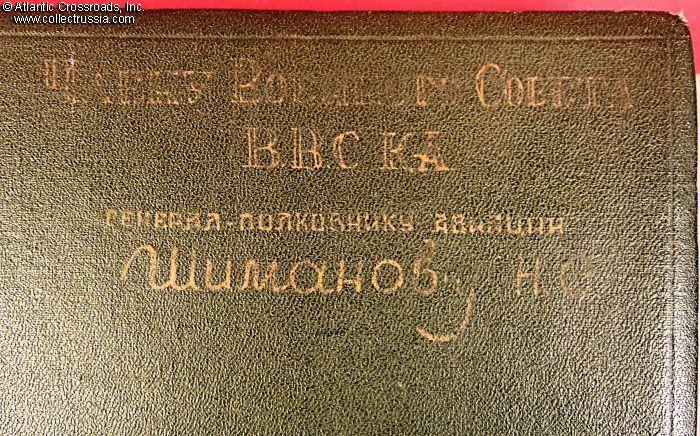 © Atlantic Crossroads, Inc.
www.collectrussia.com
Члену Военного Совета
ВВС КА
генерал-полковнику авиации
Шиманову Н.С.